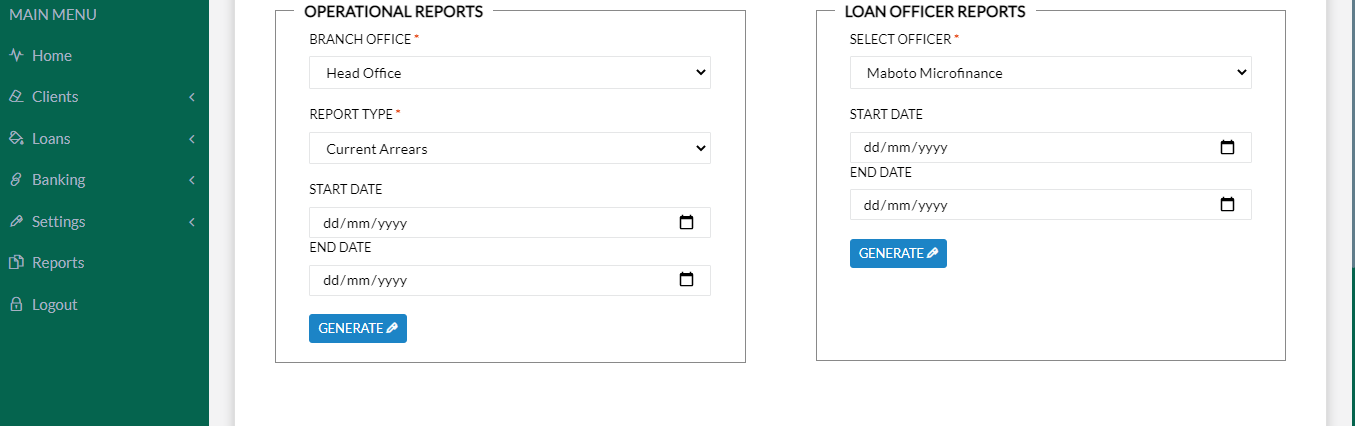 MAIN MENU
Home
Clients
Loans
Banking
Settings
Reports
Logout
OPERATIONAL REPORTS
BRANCH OFFICE *
Head Office
REPORT TYPE *
Current Arrears
START DATE
dd/mm/yyyy
END DATE
dd/mm/yyyy
GENERATE
LOAN OFFICER REPORTS
SELECT OFFICER *
Maboto Microfinance
START DATE
dd/mm/yyyy
END DATE
dd/mm/yyyy
GENERATE